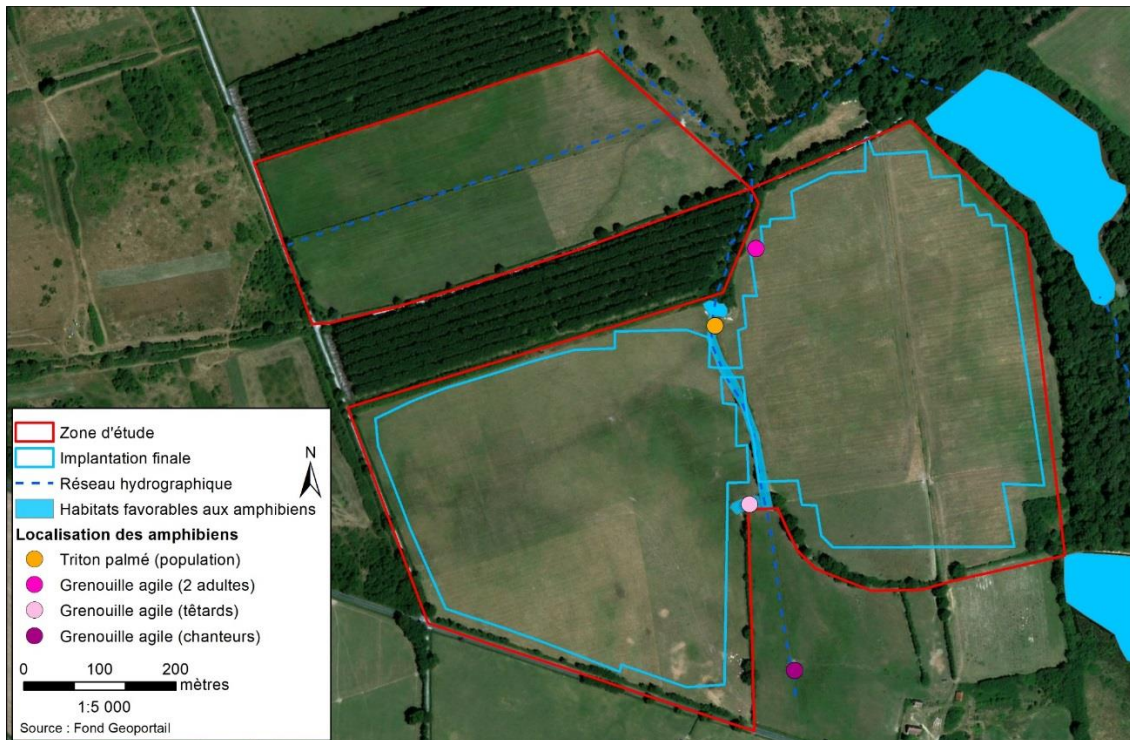 Zone d'étude
Implantation finale
Réseau hydrographique
Habitats favorables aux amphibiens
Localisation des amphibiens
Triton palmé (population)
Grenouille agile (2 adultes)
Grenouille agile (têtards)
Grenouille agile (chanteurs)
N
0 100 200
mètres
1:5 000
Source : Fond Geoportail